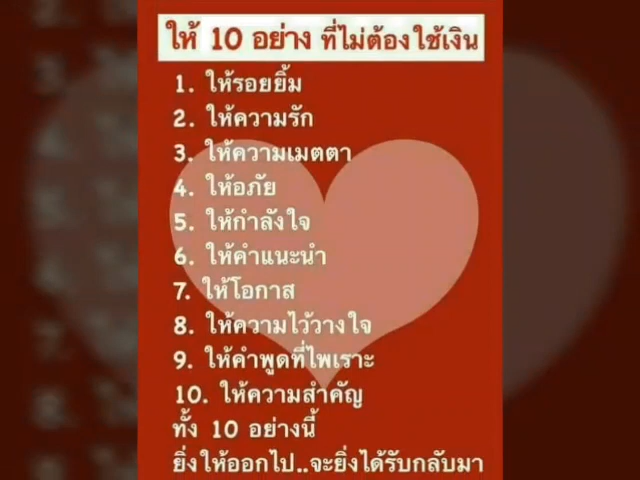 ให้ 10 อย่าง ที่ไม่ต้องใช้เงิน
1. ให้รอยยิ้ม
2. ให้ความรัก
3. ให้ความเมตตา
4. ให้อภัย
5. ให้กำลังใจ
6. ให้คำแนะนำ
7. ให้โอกาส
8. ให้ความไว้วางใจ
9. ให้คำพูดที่ไพเราะ
10. ให้ความสำคัญ
ทั้ง 10 อย่างนี้
ยิ่งให้ออกไป..จะยิ่งได้รับกลับมา